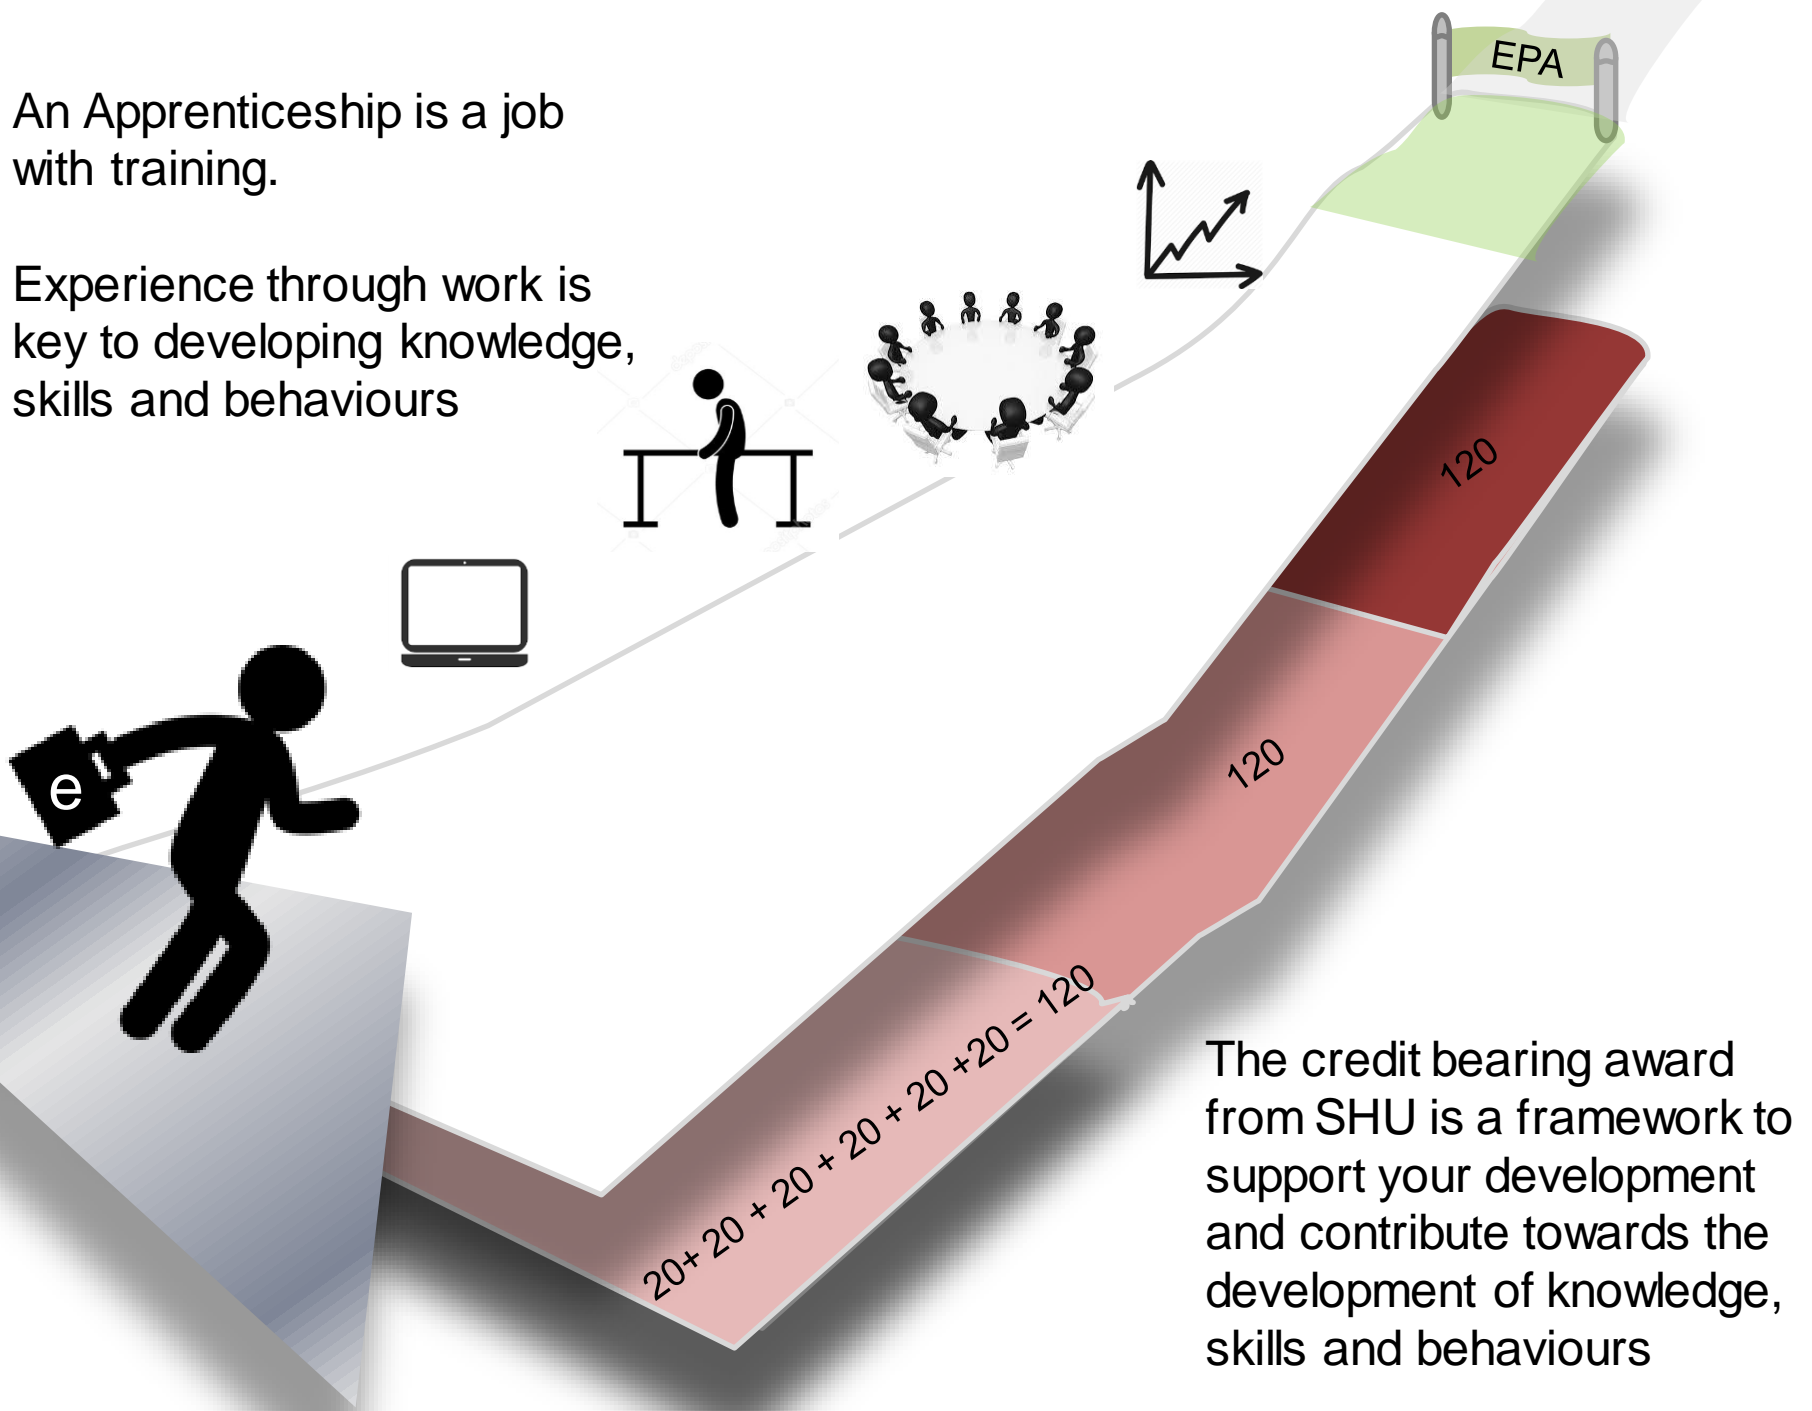 EPA
An Apprenticeship is a job
with training.
Experience through work is
key to developing knowledge,
skills and behaviours
120
120
e
20+ 20 + 20 + 20 + 20 +20 = 120
The credit bearing award
from SHU is a framework to
support your development
and contribute towards the
development of knowledge,
skills and behaviours